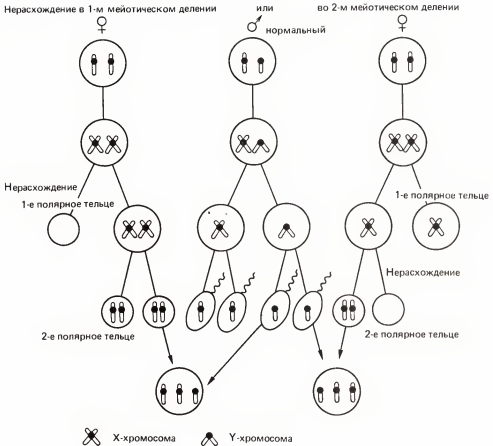 Нерасхождение в 1-м мейотическом делении
или
во 2-м мейотическом делении
♀
♂
нормальный
♀
Нерасхождение
1-е полярное тельце
1-е полярное тельце
Нерасхождение
2-е полярное тельце
2-е полярное тельце
X-хромосома
Y-хромосома